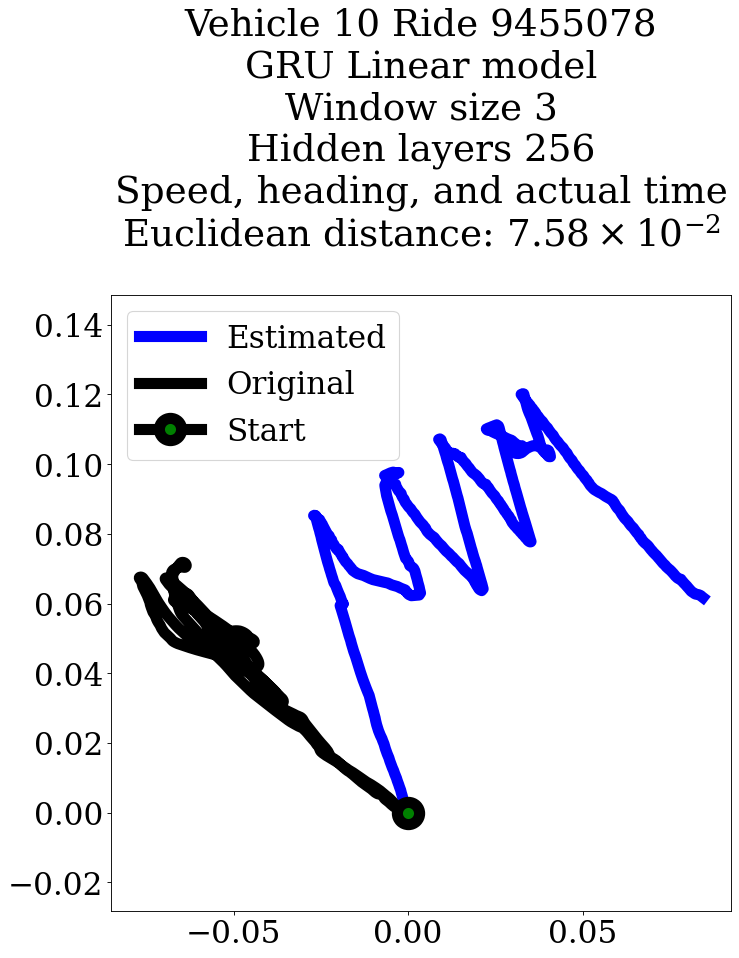 Vehicle 10 Ride 9455078
GRU Linear model
Window size 3
Hidden layers 256
Speed, heading, and actual time
Euclidean distance: 7.58 × 10⁻²
Estimated
Original
Start
0.14
0.12
0.10
0.08
0.06
0.04
0.02
0.00
−0.02
−0.05 0.00 0.05